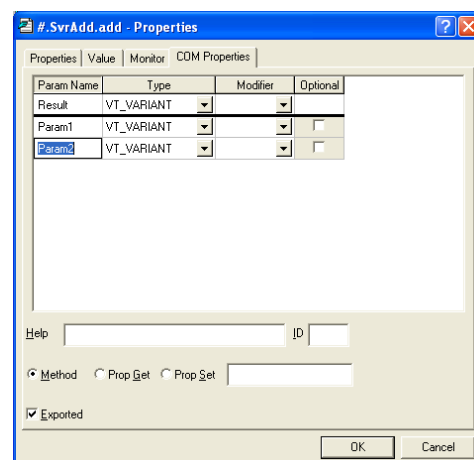 #.SvrAdd.add - Properties
Properties Value Monitor COM Properties
Param Name Type Modifier Optional
Result VT_VARIANT
Param1 VT_VARIANT
Param2 VT_VARIANT
Help ID
Method Prop Get Prop Set
Exported
OK Cancel